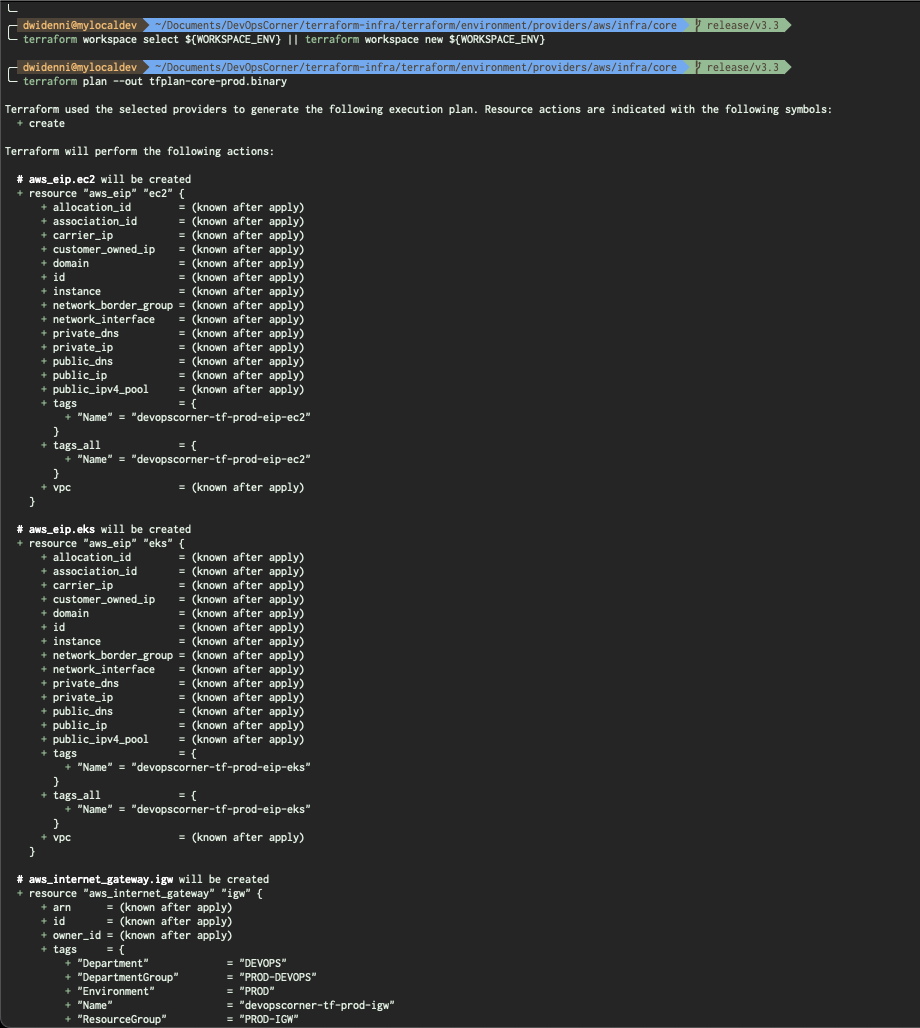 dwidenni@mylocaldev ~/Documents/DevOpsCorner/terraform-infra/terraform/environment/providers/aws/infra/core release/v3.3
terraform workspace select ${WORKSPACE_ENV} || terraform workspace new ${WORKSPACE_ENV}
dwidenni@mylocaldev ~/Documents/DevOpsCorner/terraform-infra/terraform/environment/providers/aws/infra/core release/v3.3
terraform plan --out tfplan-core-prod.binary
Terraform used the selected providers to generate the following execution plan. Resource actions are indicated with the following symbols:
+ create
Terraform will perform the following actions:
# aws_eip.ec2 will be created
+ resource "aws_eip" "ec2" {
+ allocation_id = (known after apply)
+ association_id = (known after apply)
+ carrier_ip = (known after apply)
+ customer_owned_ip = (known after apply)
+ domain = (known after apply)
+ id = (known after apply)
+ instance = (known after apply)
+ network_border_group = (known after apply)
+ network_interface = (known after apply)
+ private_dns = (known after apply)
+ private_ip = (known after apply)
+ public_dns = (known after apply)
+ public_ip = (known after apply)
+ public_ipv4_pool = (known after apply)
+ tags = {
+ "Name" = "devopscorner-tf-prod-eip-ec2"
}
+ tags_all = {
+ "Name" = "devopscorner-tf-prod-eip-ec2"
}
+ vpc = (known after apply)
}
# aws_eip.eks will be created
+ resource "aws_eip" "eks" {
+ allocation_id = (known after apply)
+ association_id = (known after apply)
+ carrier_ip = (known after apply)
+ customer_owned_ip = (known after apply)
+ domain = (known after apply)
+ id = (known after apply)
+ instance = (known after apply)
+ network_border_group = (known after apply)
+ network_interface = (known after apply)
+ private_dns = (known after apply)
+ private_ip = (known after apply)
+ public_dns = (known after apply)
+ public_ip = (known after apply)
+ public_ipv4_pool = (known after apply)
+ tags = {
+ "Name" = "devopscorner-tf-prod-eip-eks"
}
+ tags_all = {
+ "Name" = "devopscorner-tf-prod-eip-eks"
}
+ vpc = (known after apply)
}
# aws_internet_gateway.igw will be created
+ resource "aws_internet_gateway" "igw" {
+ arn = (known after apply)
+ id = (known after apply)
+ owner_id = (known after apply)
+ tags = {
+ "Department" = "DEVOPS"
+ "DepartmentGroup" = "PROD-DEVOPS"
+ "Environment" = "PROD"
+ "Name" = "devopscorner-tf-prod-igw"
+ "ResourceGroup" = "PROD-IGW"